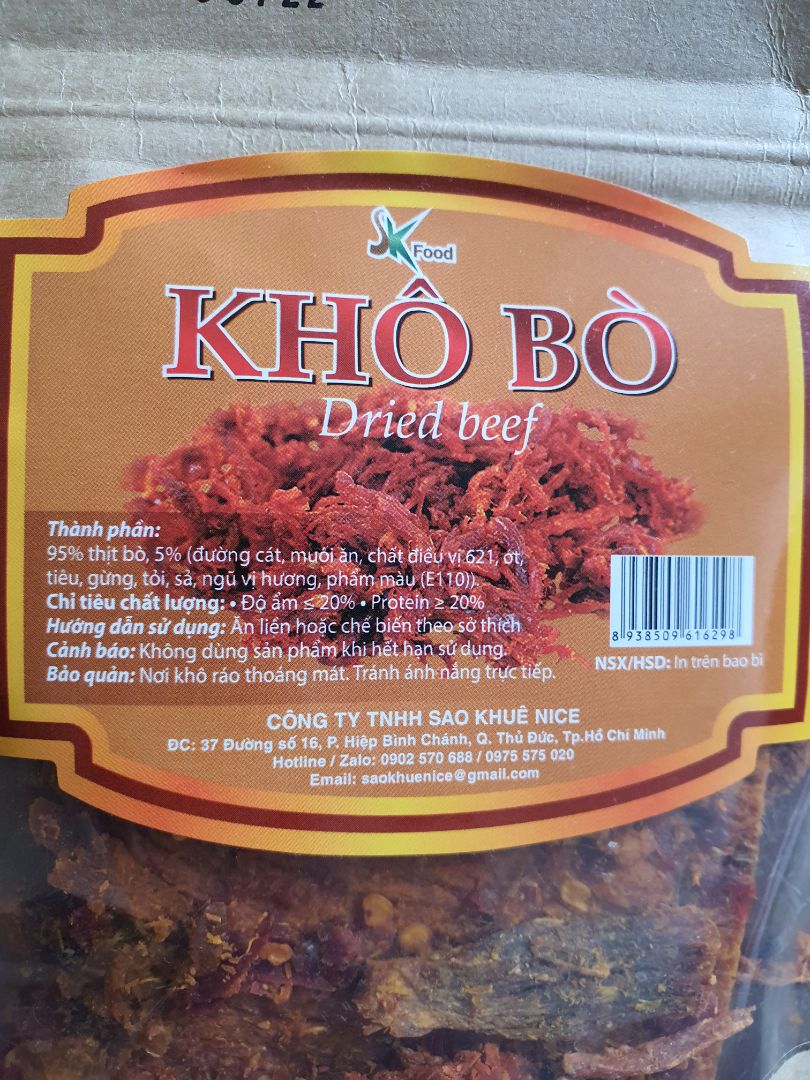 SK Food
KHÔ BÒ
Dried beef
Thành phần:
95% thịt bò, 5% (đường cát, muối ăn, chất điều vị 621, ớt,
tiêu, gừng, tỏi, sả, ngũ vị hương, phẩm màu (E110))
Chỉ tiêu chất lượng: • Độ ẩm ≤ 20% • Protein ≥ 20%
Hướng dẫn sử dụng: Ăn liền hoặc chế biến theo sở thích
Cảnh báo: Không dùng sản phẩm khi hết hạn sử dụng.
Bảo quản: Nơi khô ráo thoáng mát. Tránh ánh nắng trực tiếp.
8 938509 616298
NSX/HSD: In trên bao bì
CÔNG TY TNHH SAO KHUÊ NICE
ĐC: 37 Đường số 16, P. Hiệp Bình Chánh, Q. Thủ Đức, Tp.Hồ Chí Minh
Hotline / Zalo: 0902 570 688 / 0975 575 020
Email: saokhuenice@gmail.com